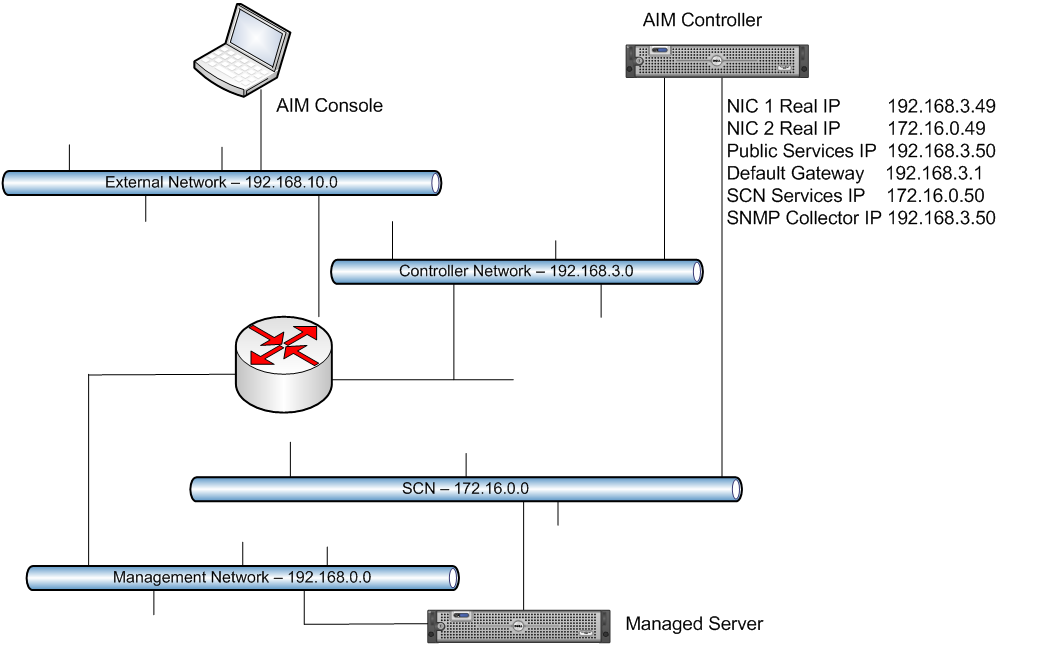 AIM Controller
AIM Console
NIC 1 Real IP 192.168.3.49
NIC 2 Real IP 172.16.0.49
Public Services IP 192.168.3.50
Default Gateway 192.168.3.1
SCN Services IP 172.16.0.50
SNMP Collector IP 192.168.3.50
External Network – 192.168.10.0
Controller Network – 192.168.3.0
SCN – 172.16.0.0
Management Network – 192.168.0.0
Managed Server